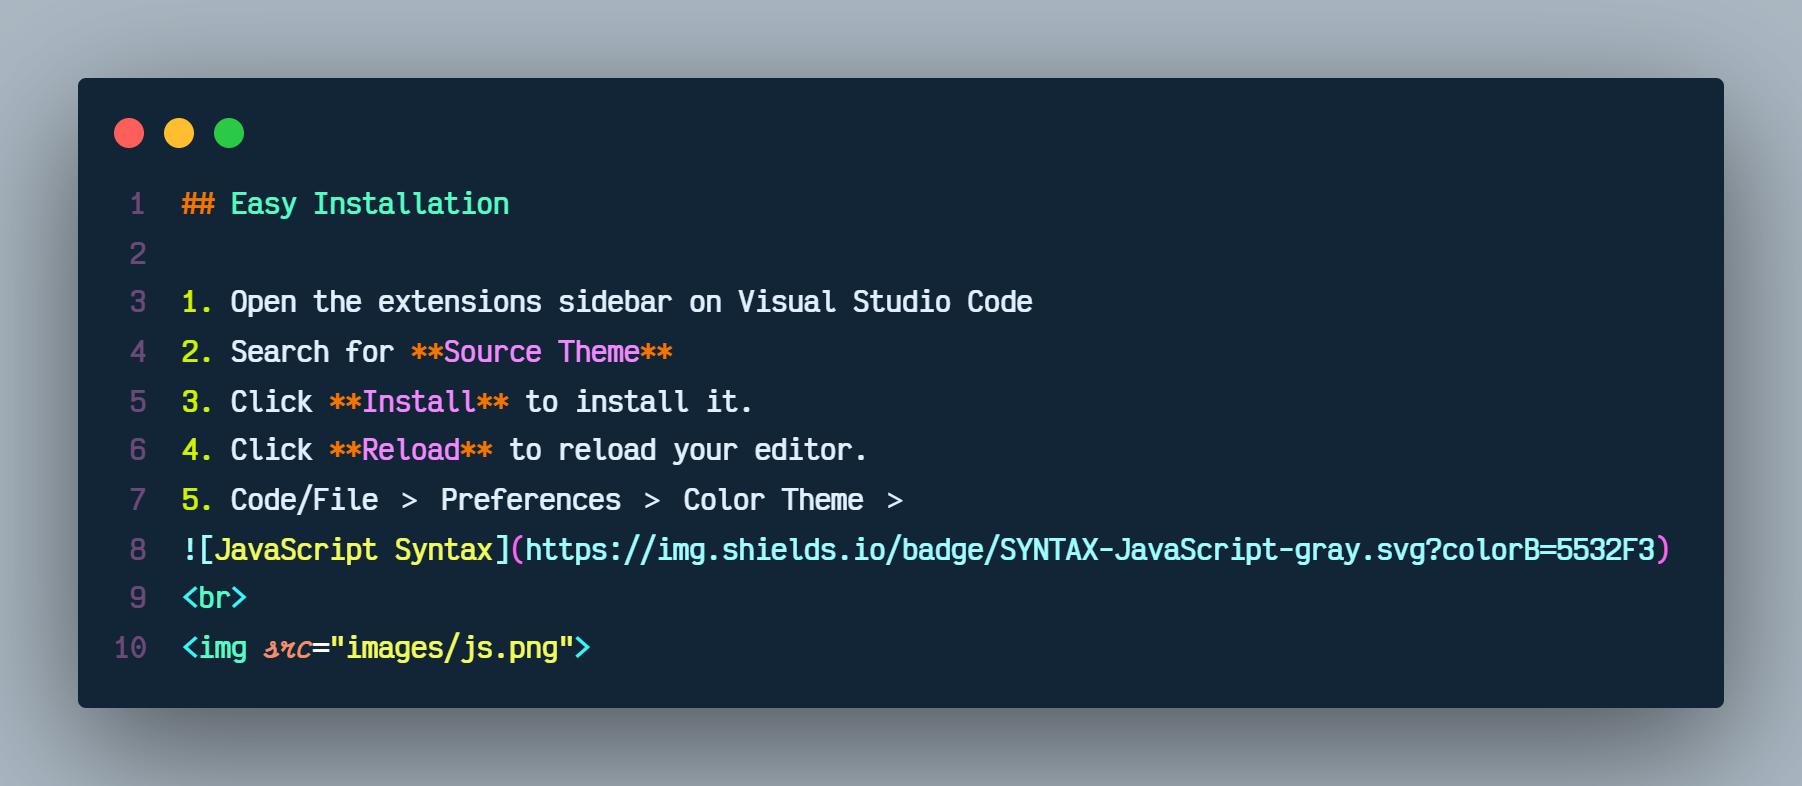 1 ## Easy Installation
2
3 1. Open the extensions sidebar on Visual Studio Code
4 2. Search for **Source Theme**
5 3. Click **Install** to install it.
6 4. Click **Reload** to reload your editor.
7 5. Code/File > Preferences > Color Theme >
8 ![JavaScript Syntax](https://img.shields.io/badge/SYNTAX-JavaScript-gray.svg?colorB=5532F3)
9 <br>
10 <img src="images/js.png">